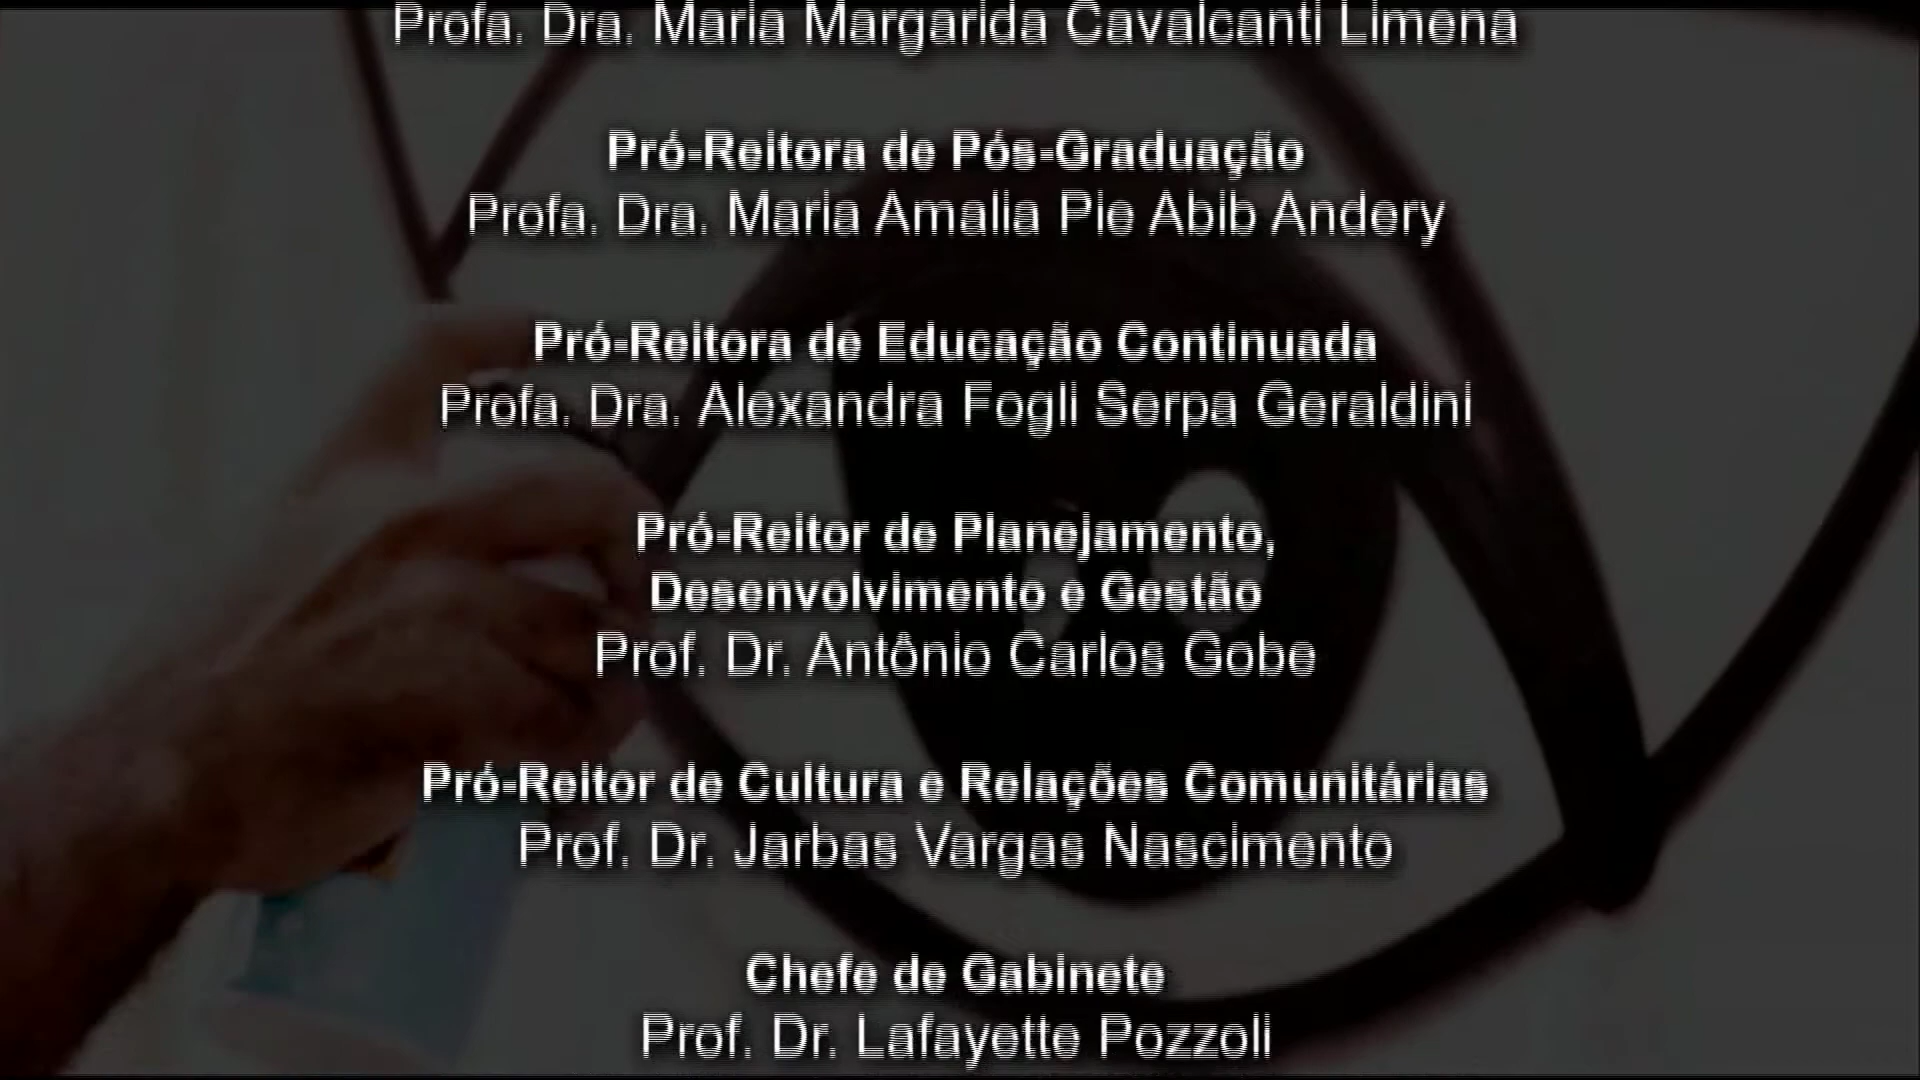 Profa. Dra. Maria Margarida Cavalcanti Limena
Pró-Reitora de Pós-Graduação
Profa. Dra. Maria Amalia Pie Abib Andery
Pró-Reitora de Educação Continuada
Profa. Dra. Alexandra Fogli Serpa Geraldini
Pró-Reitor de Planejamento,
Desenvolvimento e Gestão
Prof. Dr. Antônio Carlos Gobe
Pró-Reitor de Cultura e Relações Comunitárias
Prof. Dr. Jarbas Vargas Nascimento
Chefe de Gabinete
Prof. Dr. Lafayette Pozzoli